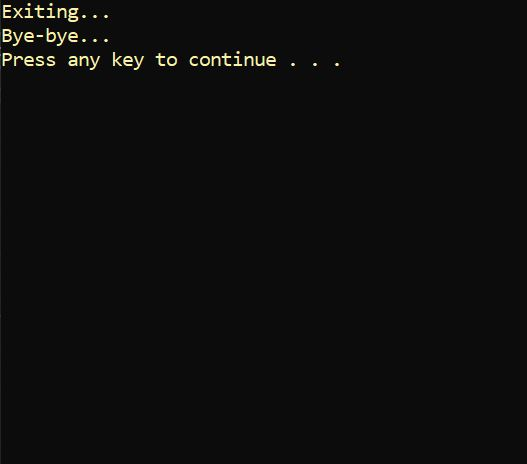 Exiting...
Bye-bye...
Press any key to continue . . .